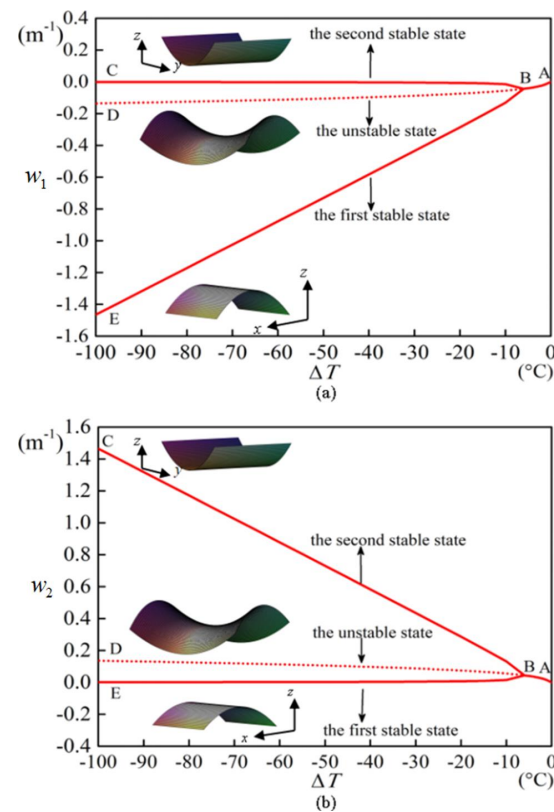 (m⁻¹)
0.4
0.2
0.0
-0.2
-0.4
-0.6
-0.8
-1.0
-1.2
-1.4
-1.6
w₁
z
y
the second stable state
C
B
A
D
the unstable state
the first stable state
z
x
E
-100 -90 -80 -70 -60 -50 -40 -30 -20 -10 0
ΔT
(°C)
(a)
(m⁻¹)
1.6
1.4
1.2
1.0
0.8
0.6
0.4
0.2
0.0
-0.2
-0.4
w₂
C
z
y
the second stable state
the unstable state
D
B
A
E
z
x
the first stable state
-100 -90 -80 -70 -60 -50 -40 -30 -20 -10 0
ΔT
(°C)
(b)